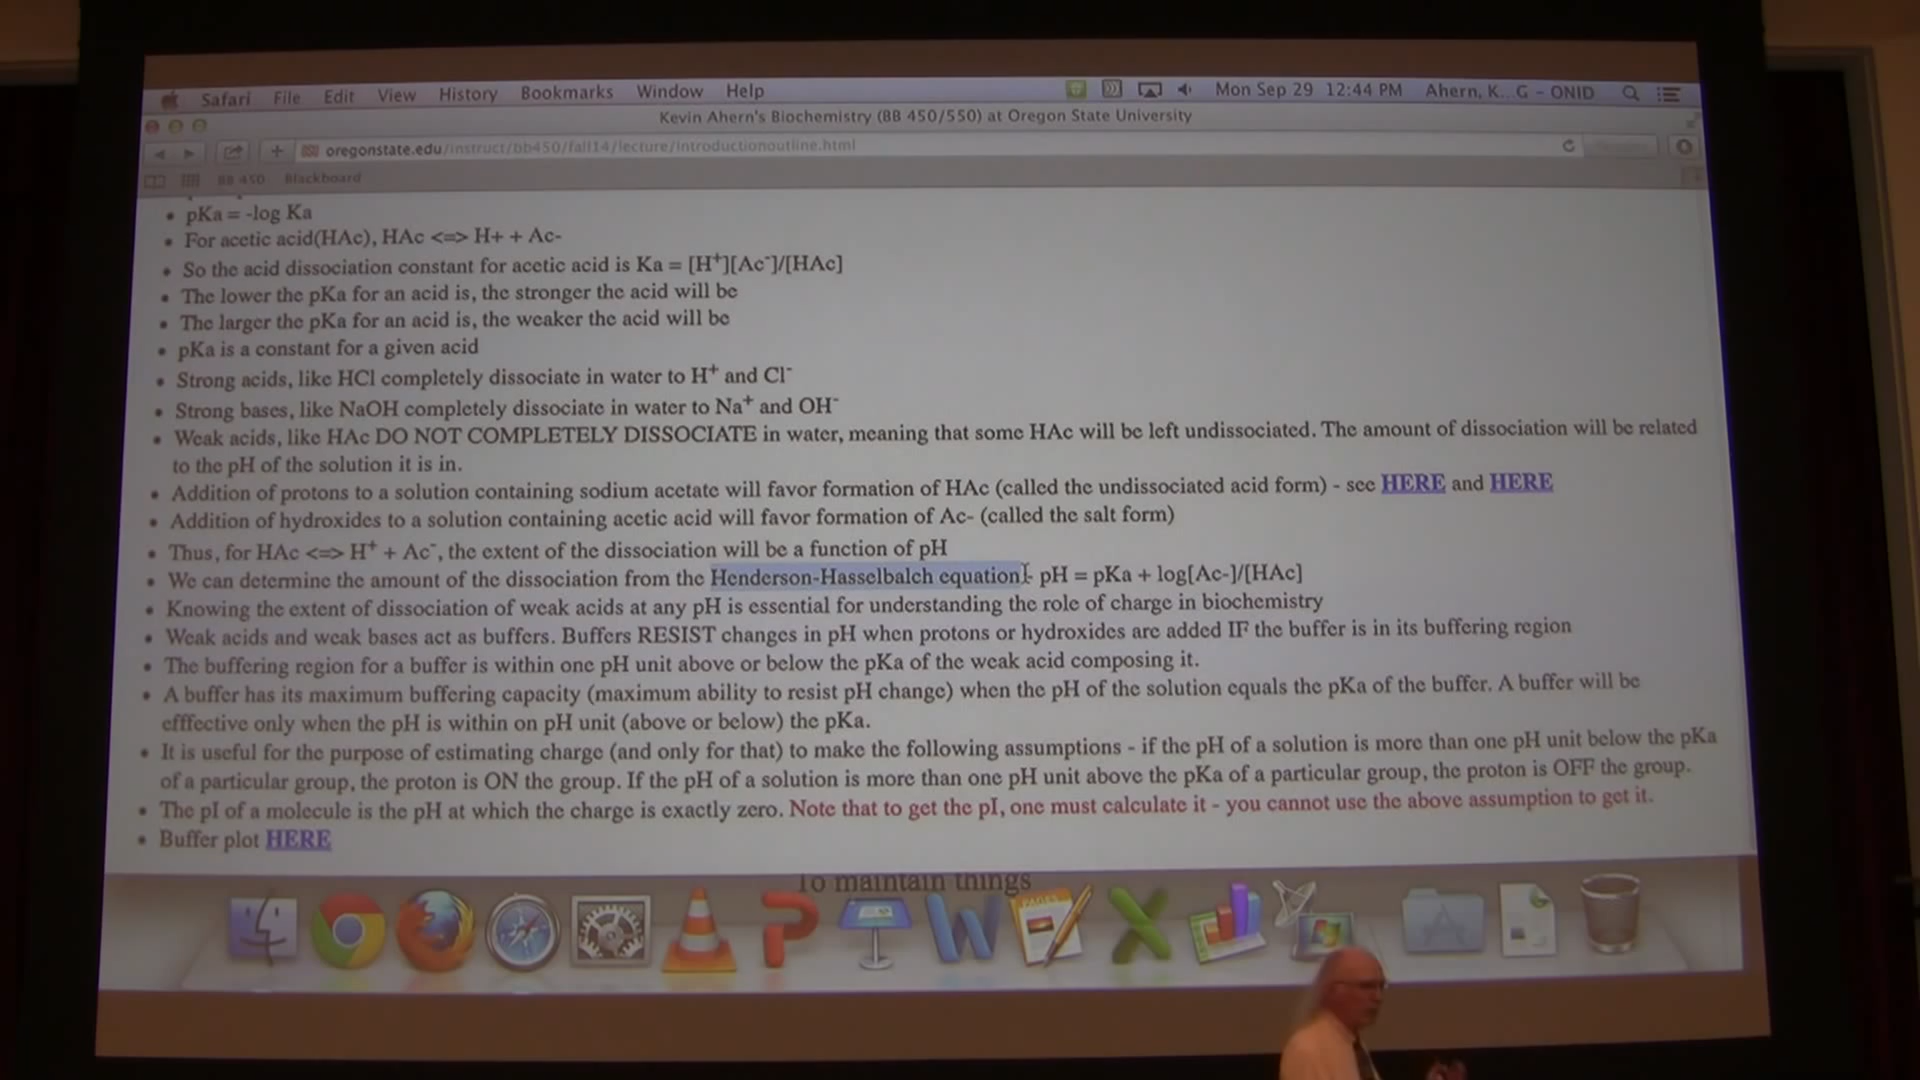 Safari File Edit View History Bookmarks Window Help Mon Sep 29 12:44 PM Ahern, K...G - ONID
Kevin Ahern's Biochemistry (BB 450/550) at Oregon State University
oregonstate.edu/instruct/bb450/fall14/lecture/introductionoutline.html
BB 450 Blackboard
• pKa = -log Ka
• For acetic acid(HAc), HAc <=> H+ + Ac-
• So the acid dissociation constant for acetic acid is Ka = [H⁺][Ac⁻]/[HAc]
• The lower the pKa for an acid is, the stronger the acid will be
• The larger the pKa for an acid is, the weaker the acid will be
• pKa is a constant for a given acid
• Strong acids, like HCl completely dissociate in water to H⁺ and Cl⁻
• Strong bases, like NaOH completely dissociate in water to Na⁺ and OH⁻
• Weak acids, like HAc DO NOT COMPLETELY DISSOCIATE in water, meaning that some HAc will be left undissociated. The amount of dissociation will be related
to the pH of the solution it is in.
• Addition of protons to a solution containing sodium acetate will favor formation of HAc (called the undissociated acid form) - see HERE and HERE
• Addition of hydroxides to a solution containing acetic acid will favor formation of Ac- (called the salt form)
• Thus, for HAc <=> H⁺ + Ac⁻, the extent of the dissociation will be a function of pH
• We can determine the amount of the dissociation from the Henderson-Hasselbalch equation - pH = pKa + log[Ac-]/[HAc]
• Knowing the extent of dissociation of weak acids at any pH is essential for understanding the role of charge in biochemistry
• Weak acids and weak bases act as buffers. Buffers RESIST changes in pH when protons or hydroxides are added IF the buffer is in its buffering region
• The buffering region for a buffer is within one pH unit above or below the pKa of the weak acid composing it.
• A buffer has its maximum buffering capacity (maximum ability to resist pH change) when the pH of the solution equals the pKa of the buffer. A buffer will be
efffective only when the pH is within on pH unit (above or below) the pKa.
• It is useful for the purpose of estimating charge (and only for that) to make the following assumptions - if the pH of a solution is more than one pH unit below the pKa
of a particular group, the proton is ON the group. If the pH of a solution is more than one pH unit above the pKa of a particular group, the proton is OFF the group.
• The pI of a molecule is the pH at which the charge is exactly zero. Note that to get the pI, one must calculate it - you cannot use the above assumption to get it.
• Buffer plot HERE
To maintain things